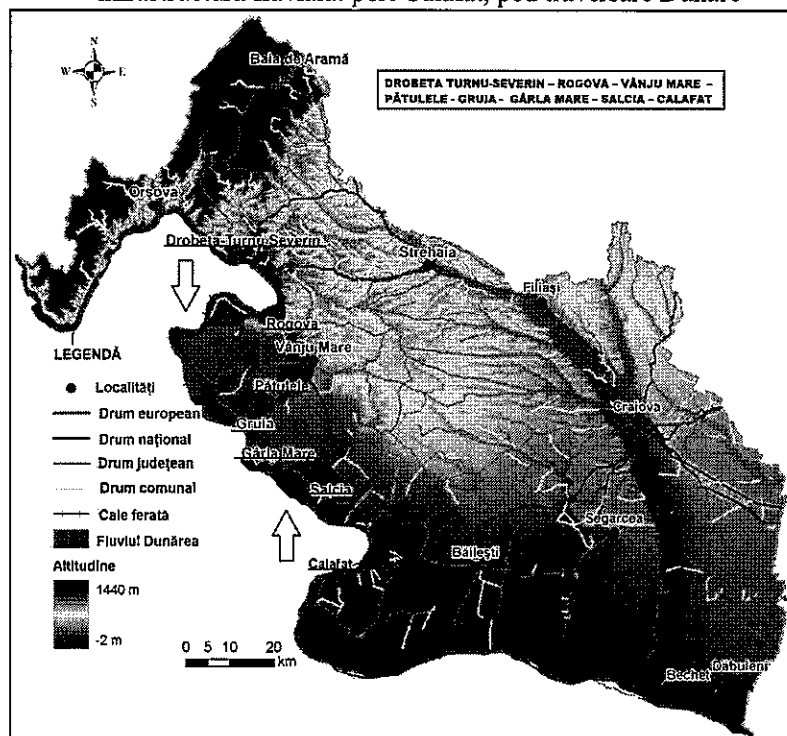 N
W E
S
Baia de Aramă
DROBETA TURNU-SEVERIN – ROGOVA – VÂNJU MARE –
PĂTULELE - GRUIA - GÂRLA MARE – SALCIA – CALAFAT
Orșova
Drobeta-Turnu-Severin
Strehaia
Filiași
Rogova
Vânju Mare
LEGENDĂ
Localități
Pătulele
Drum european
Craiova
Gruia
Drum național
Gârla Mare
Drum județean
Drum comunal
Salcia
Cale ferată
Segarcea
Fluviul Dunărea
Băilești
Calafat
Altitudine
1440 m
-2 m
0 5 10 20
km
Bechet
Dabuleni